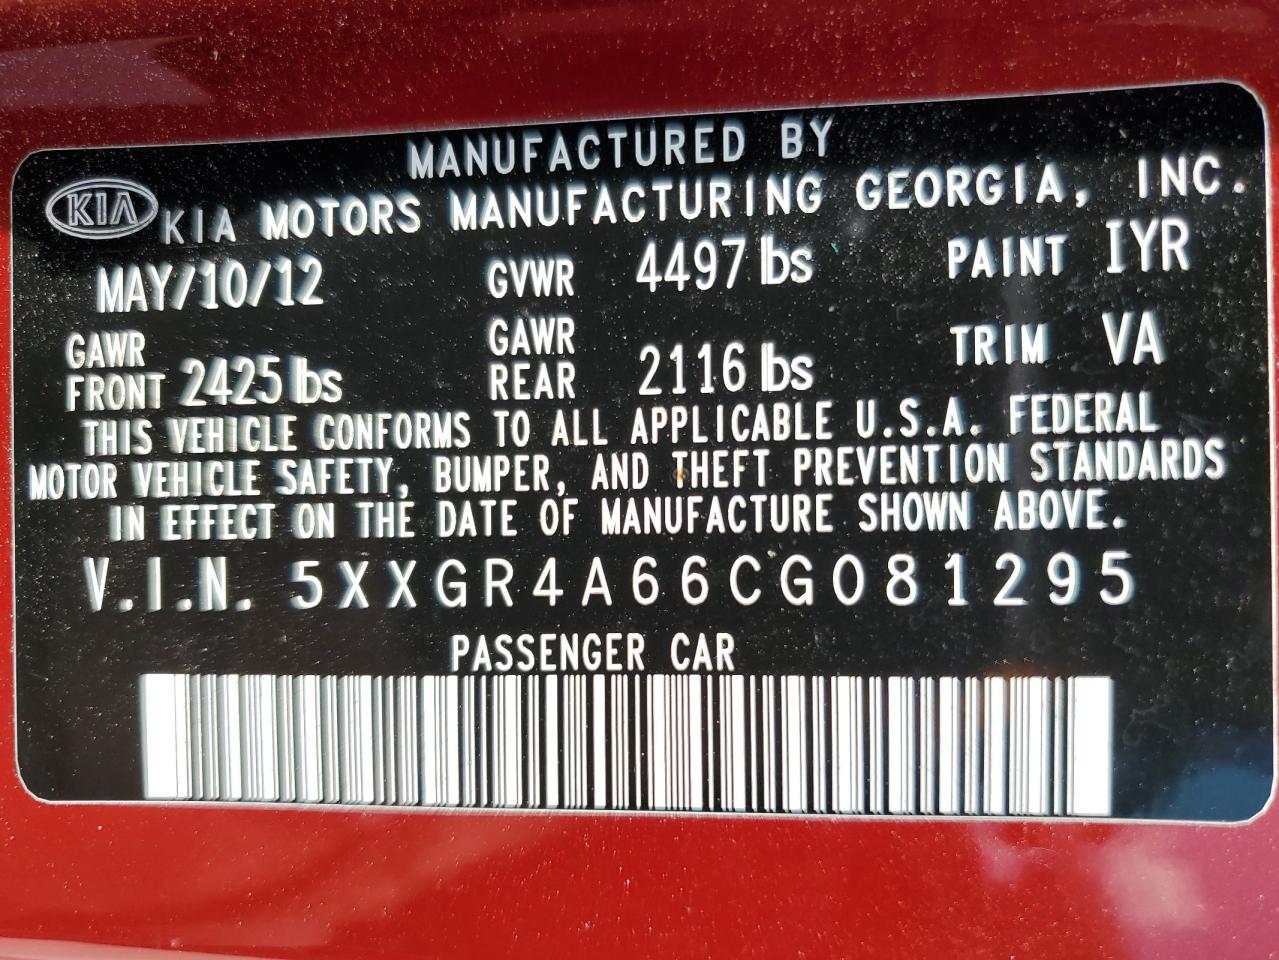 MANUFACTURED BY
KIA KIA MOTORS MANUFACTURING GEORGIA, INC.
MAY/10/12 GVWR 4497 lbs PAINT IYR
GAWR FRONT 2425 lbs GAWR REAR 2116 lbs TRIM VA
THIS VEHICLE CONFORMS TO ALL APPLICABLE U.S.A. FEDERAL
MOTOR VEHICLE SAFETY, BUMPER, AND THEFT PREVENTION STANDARDS
IN EFFECT ON THE DATE OF MANUFACTURE SHOWN ABOVE.
V.I.N. 5XXGR4A66CG081295
PASSENGER CAR